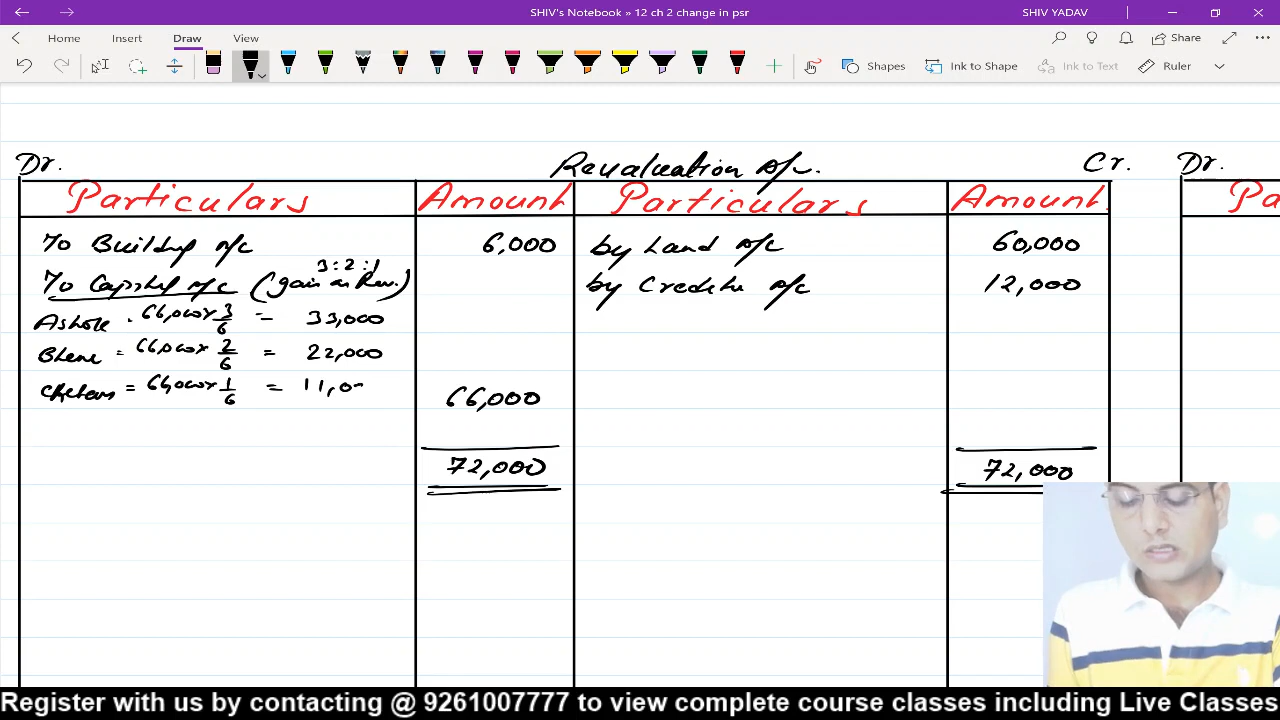 SHIV's Notebook » 12 ch 2 change in psr
SHIV YADAV
Home Insert Draw View
Share
Shapes Ink to Shape Ink to Text Ruler
Dr. Revaluation A/c. Cr. Dr.
Particulars Amount Particulars Amount. Pa
To Building A/c 6,000 by Land A/c 60,000
3:2:1
To Capital A/c (gain on Rev.) by Creditors A/c 12,000
Ashok = 66,000 x 3/6 = 33,000
= 66,000 x 2/6 = 22,000
Chetan = 66,000 x 1/6 = 11,0
66,000
72,000 72,000
Register with us by contacting @ 9261007777 to view complete course classes including Live Classes